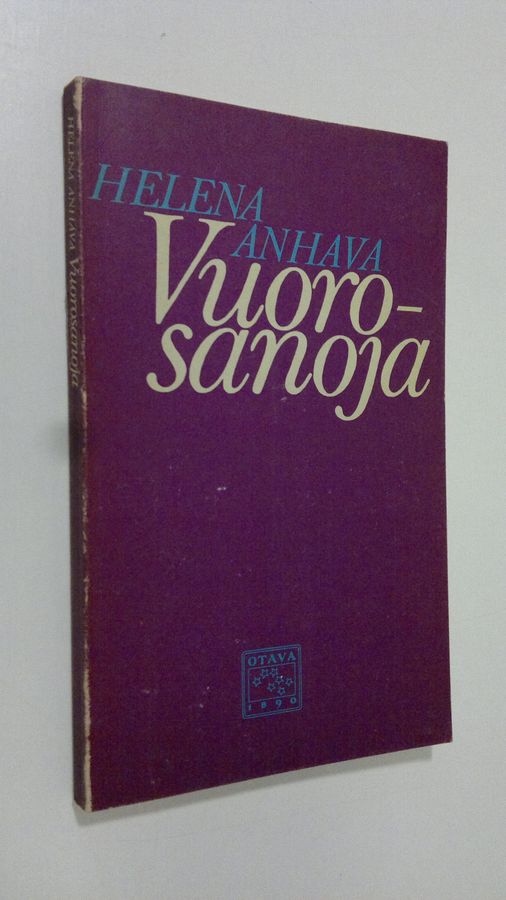 HELENA
ANHAVA
Vuoro-
sanoja
OTAVA
1890
HELENA ANHAVA Vuorosanoja